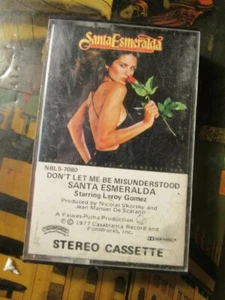 Santa Esmeralda
NBLS-7080
DON'T LET ME BE MISUNDERSTOOD
SANTA ESMERALDA
Starring Leroy Gomez
Produced by Nicolas Skorsky and
Jean Manuel De Scarano
A Fauves-Puma Production
© 1977 Casablanca Record and
FilmWorks, Inc.
STEREO CASSETTE